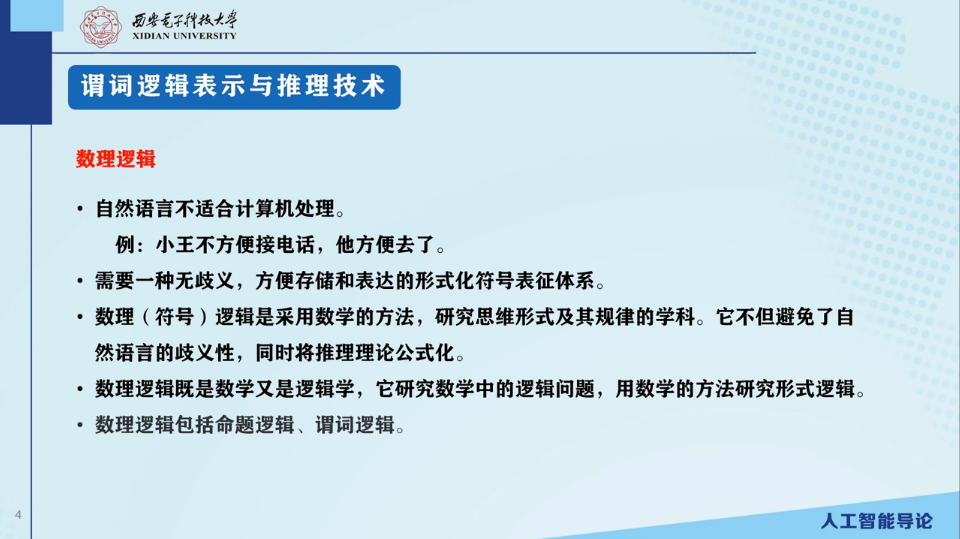 西安电子科技大学
XIDIAN UNIVERSITY
谓词逻辑表示与推理技术
数理逻辑
• 自然语言不适合计算机处理。
例：小王不方便接电话，他方便去了。
• 需要一种无歧义，方便存储和表达的形式化符号表征体系。
• 数理（符号）逻辑是采用数学的方法，研究思维形式及其规律的学科。它不但避免了自
然语言的歧义性，同时将推理理论公式化。
• 数理逻辑既是数学又是逻辑学，它研究数学中的逻辑问题，用数学的方法研究形式逻辑。
• 数理逻辑包括命题逻辑、谓词逻辑。
4
人工智能导论